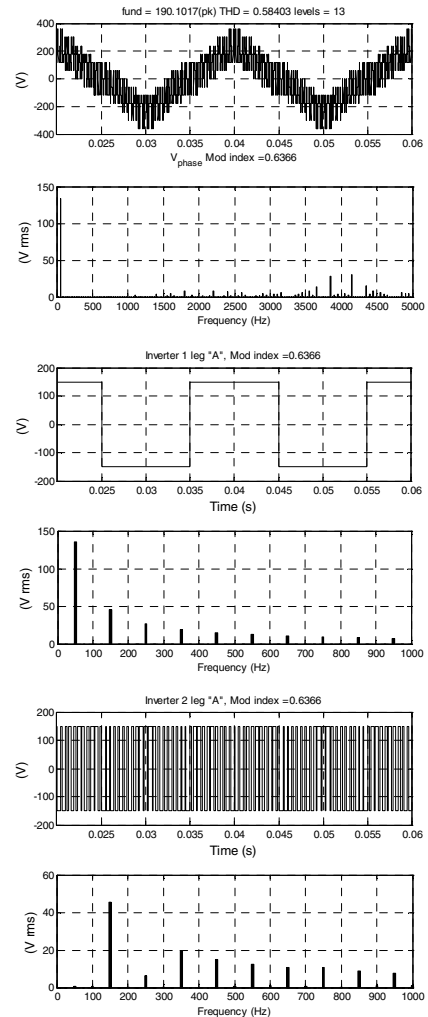 fund = 190.1017(pk) THD = 0.58403 levels = 13
400
200
0
-200
-400
(V)
0.025 0.03 0.035 0.04 0.045 0.05 0.055 0.06
Vphase Mod index =0.6366
150
100
50
0
(V rms)
0 500 1000 1500 2000 2500 3000 3500 4000 4500 5000
Frequency (Hz)
Inverter 1 leg "A", Mod index =0.6366
200
100
0
-100
-200
(V)
0.025 0.03 0.035 0.04 0.045 0.05 0.055 0.06
Time (s)
150
100
50
0
(V rms)
0 100 200 300 400 500 600 700 800 900 1000
Frequency (Hz)
Inverter 2 leg "A", Mod index =0.6366
200
100
0
-100
-200
(V)
0.025 0.03 0.035 0.04 0.045 0.05 0.055 0.06
Time (s)
60
40
20
0
(V rms)
0 100 200 300 400 500 600 700 800 900 1000
Frequency (Hz)